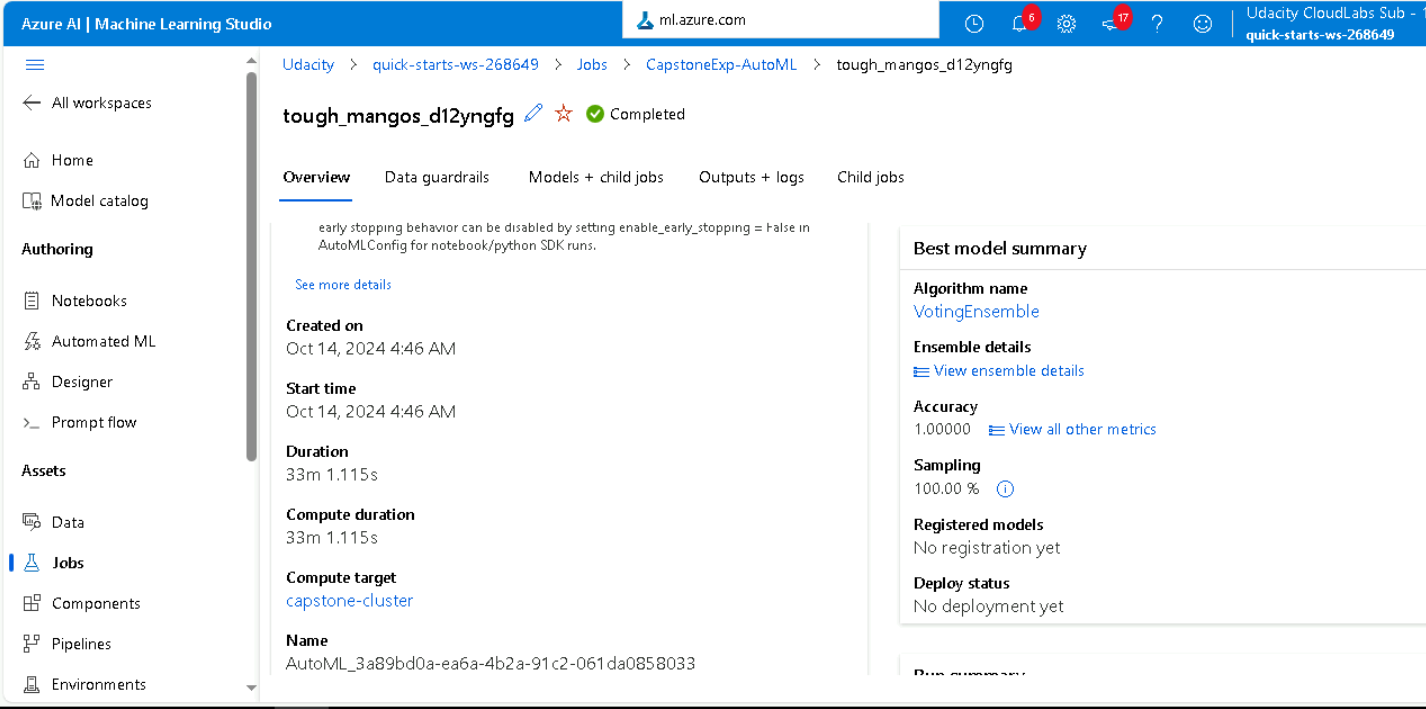 Azure AI | Machine Learning Studio
ml.azure.com
6
17
Udacity CloudLabs Sub - 1
quick-starts-ws-268649
All workspaces
Home
Model catalog
Authoring
Notebooks
Automated ML
Designer
Prompt flow
Assets
Data
Jobs
Components
Pipelines
Environments
Udacity > quick-starts-ws-268649 > Jobs > CapstoneExp-AutoML > tough_mangos_d12yngfg
tough_mangos_d12yngfg Completed
Overview Data guardrails Models + child jobs Outputs + logs Child jobs
early stopping behavior can be disabled by setting enable_early_stopping = False in
AutoMLConfig for notebook/python SDK runs.
See more details
Created on
Oct 14, 2024 4:46 AM
Start time
Oct 14, 2024 4:46 AM
Duration
33m 1.115s
Compute duration
33m 1.115s
Compute target
capstone-cluster
Name
AutoML_3a89bd0a-ea6a-4b2a-91c2-061da0858033
Best model summary
Algorithm name
VotingEnsemble
Ensemble details
View ensemble details
Accuracy
1.00000 View all other metrics
Sampling
100.00 %
Registered models
No registration yet
Deploy status
No deployment yet
Run summary